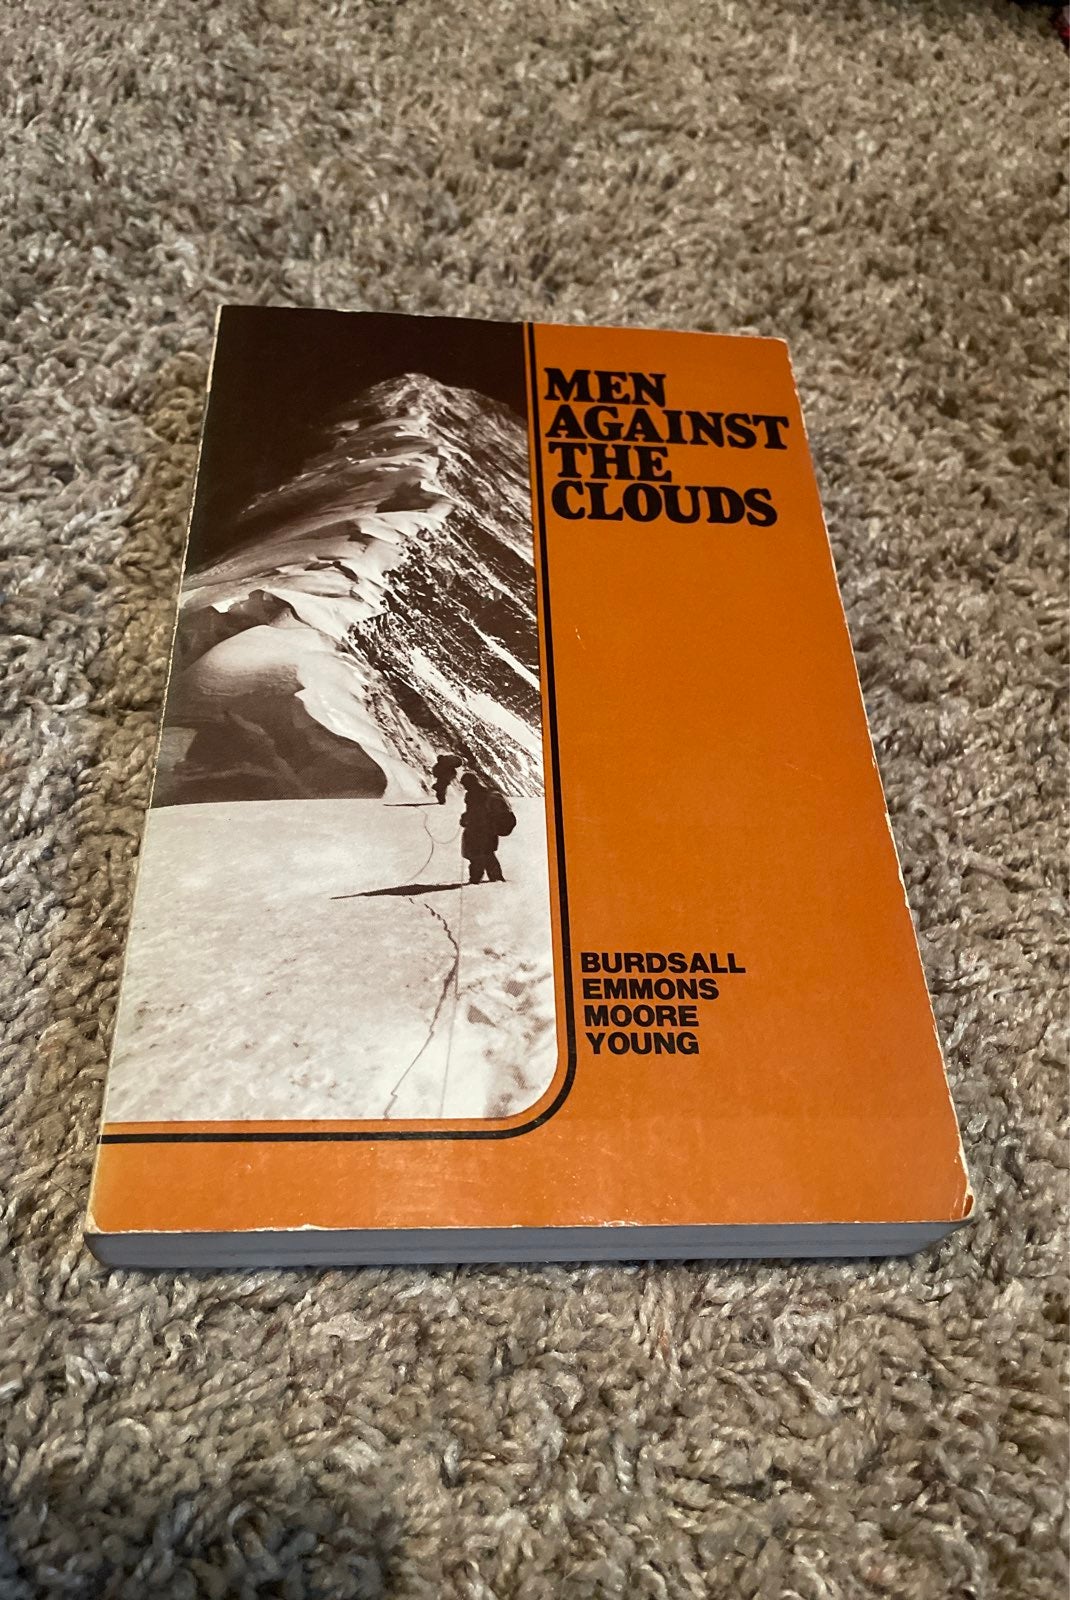 MEN
AGAINST
THE
CLOUDS
BURDSALL
EMMONS
MOORE
YOUNG